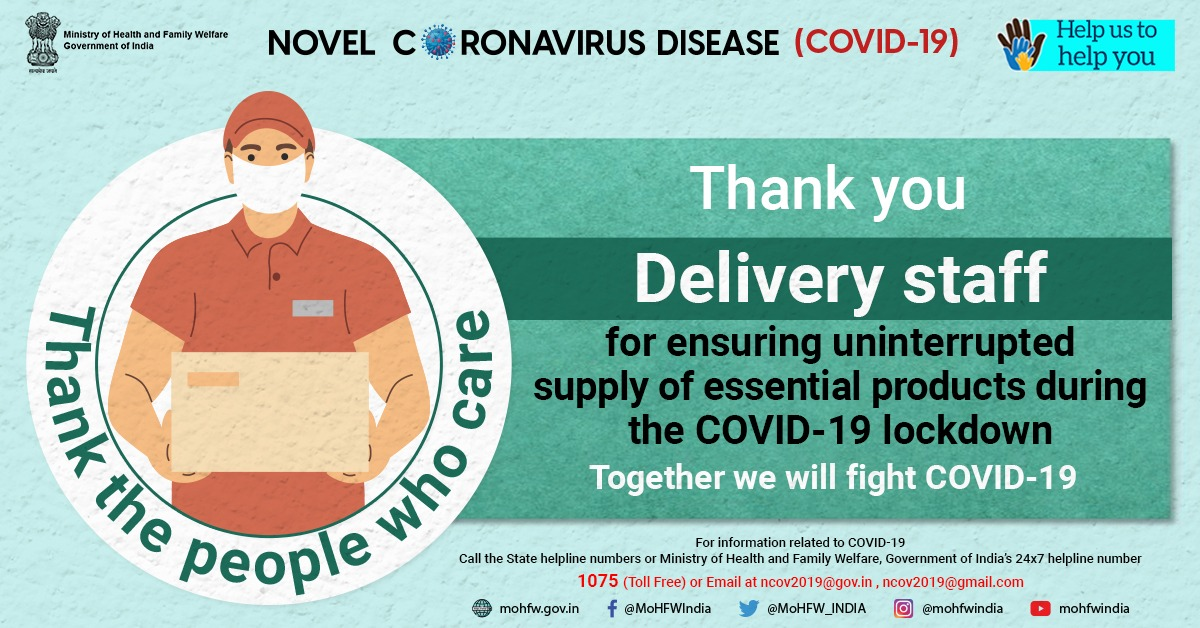 सत्यमेव जयते
Ministry of Health and Family Welfare
Government of India
NOVEL CORONAVIRUS DISEASE (COVID-19)
Help us to
help you
Thank the people who care
Thank you
Delivery staff
for ensuring uninterrupted
supply of essential products during
the COVID-19 lockdown
Together we will fight COVID-19
For information related to COVID-19
Call the State helpline numbers or Ministry of Health and Family Welfare, Government of India's 24x7 helpline number
1075 (Toll Free) or Email at ncov2019@gov.in , ncov2019@gmail.com
mohfw.gov.in @MoHFWIndia @MoHFW_INDIA @mohfwindia mohfwindia